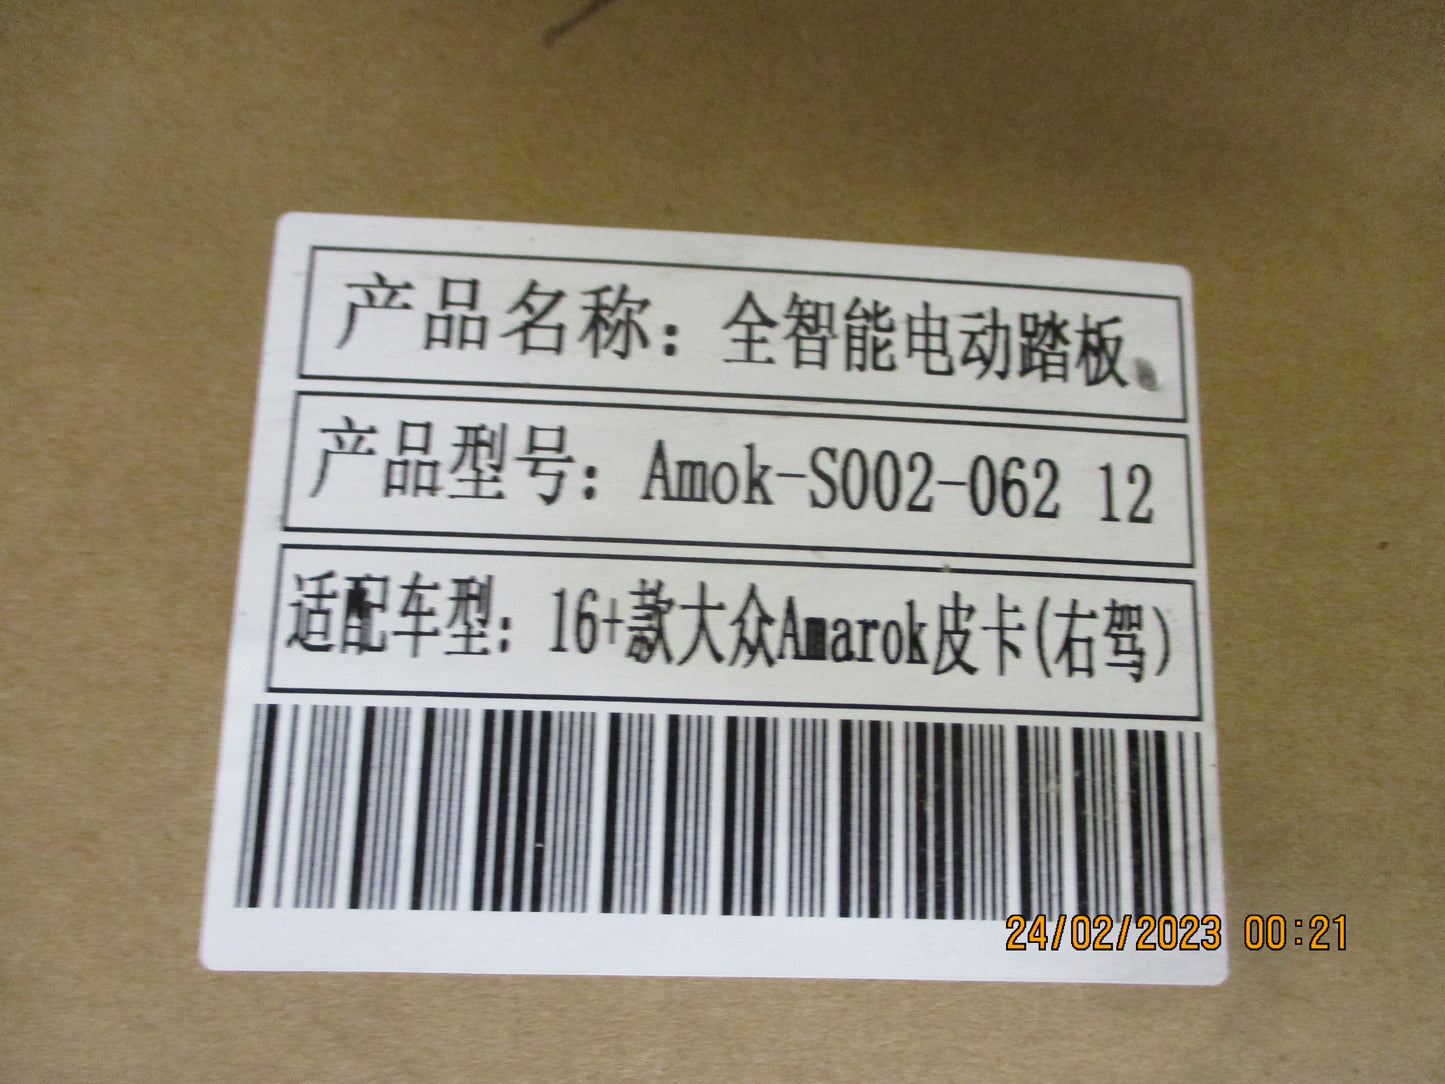 产品名称：全智能电动踏板
产品型号：Amok-S002-062 12
适配车型：16+款大众Amarok皮卡(右驾)
24/02/2023 00:21